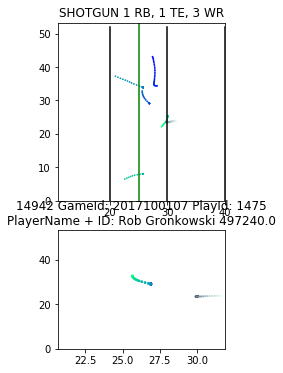 SHOTGUN 1 RB, 1 TE, 3 WR
50
40
30
20
10
0
20 30 40
14942 GameId: 2017100107 PlayId: 1475
PlayerName + ID: Rob Gronkowski 497240.0
40
20
0
22.5 25.0 27.5 30.0